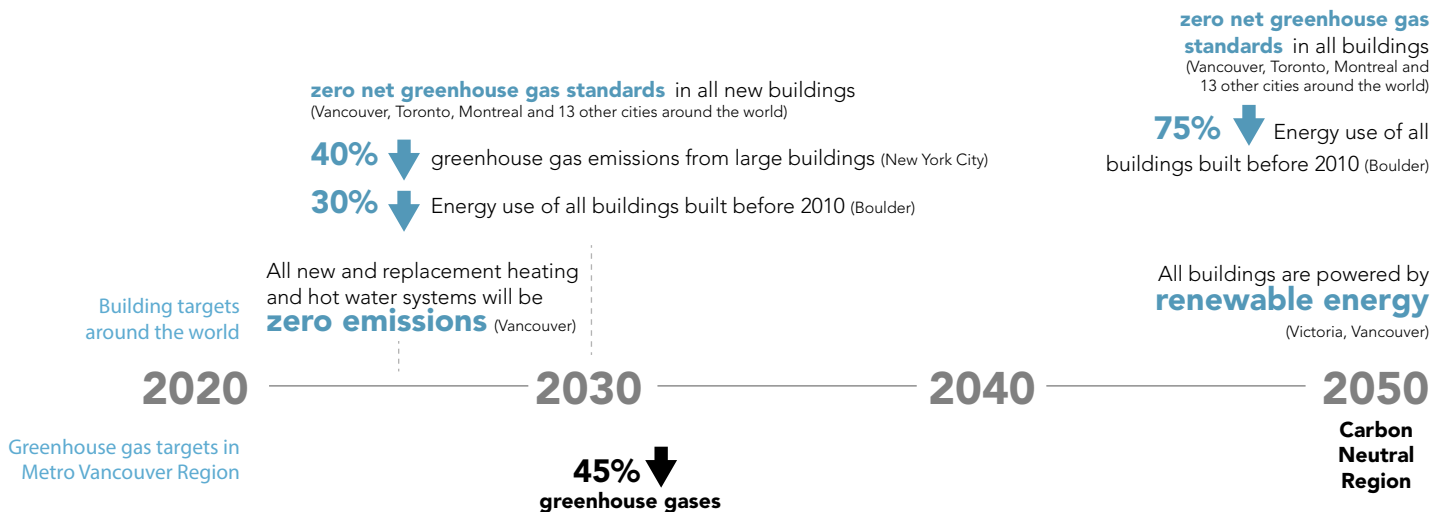 zero net greenhouse gas standards in all new buildings
(Vancouver, Toronto, Montreal and 13 other cities around the world)
40% greenhouse gas emissions from large buildings (New York City)
30% Energy use of all buildings built before 2010 (Boulder)
zero net greenhouse gas
standards in all buildings
(Vancouver, Toronto, Montreal and
13 other cities around the world)
75% Energy use of all
buildings built before 2010 (Boulder)
Building targets
around the world
All new and replacement heating
and hot water systems will be
zero emissions (Vancouver)
All buildings are powered by
renewable energy
(Victoria, Vancouver)
2020 2030 2040 2050
Greenhouse gas targets in
Metro Vancouver Region
45%
greenhouse gases
Carbon
Neutral
Region